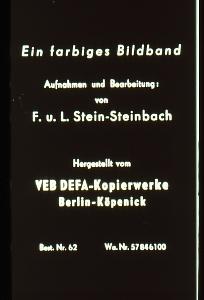 Ein farbiges Bildband
Aufnahmen und Bearbeitung:
von
F. u. L. Stein-Steinbach
Hergestellt vom
VEB DEFA-Kopierwerke
Berlin-Köpenick
Best. Nr. 62 Wa. Nr. 57846100